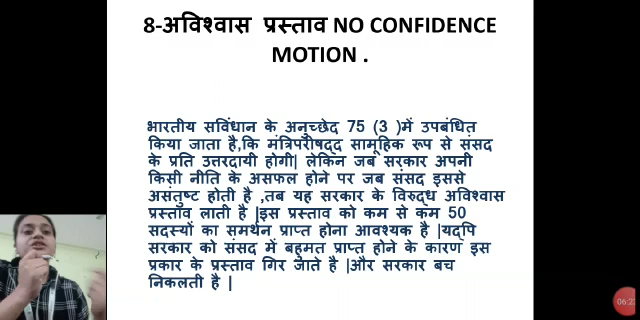 8-अविश्वास प्रस्ताव NO CONFIDENCE
MOTION .
भारतीय सविंधान के अनुच्छेद 75 (3 )में उपबंधित
किया जाता है,कि मंत्रिपरीषद्द सामूहिक रूप से संसद
के प्रति उत्तरदायी होगी| लेकिन जब सरकार अपनी
किसी नीति के असफल होने पर जब संसद इससे
असंतुष्ट होती है ,तब यह सरकार के विरुद्ध अविश्वास
प्रस्ताव लाती है |इस प्रस्ताव को कम से कम 50
सदस्यों का समर्थन प्राप्त होना आवश्यक है |यद्पि
सरकार को संसद में बहुमत प्राप्त होने के कारण इस
प्रकार के प्रस्ताव गिर जाते है |और सरकार बच
निकलती है |